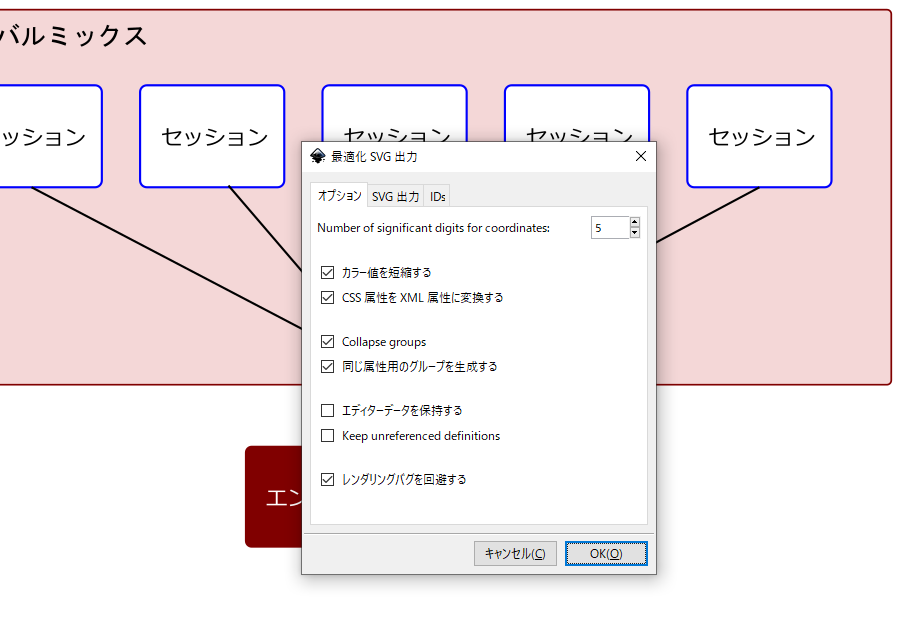 バルミックス
ッション
セッション
セッション
セッション
セッション
最適化 SVG 出力
オプション
SVG 出力
IDs
Number of significant digits for coordinates:
5
カラー値を短縮する
CSS 属性を XML 属性に変換する
Collapse groups
同じ属性用のグループを生成する
エディターデータを保持する
Keep unreferenced definitions
レンダリングバグを回避する
エン
キャンセル(C)
OK(O)